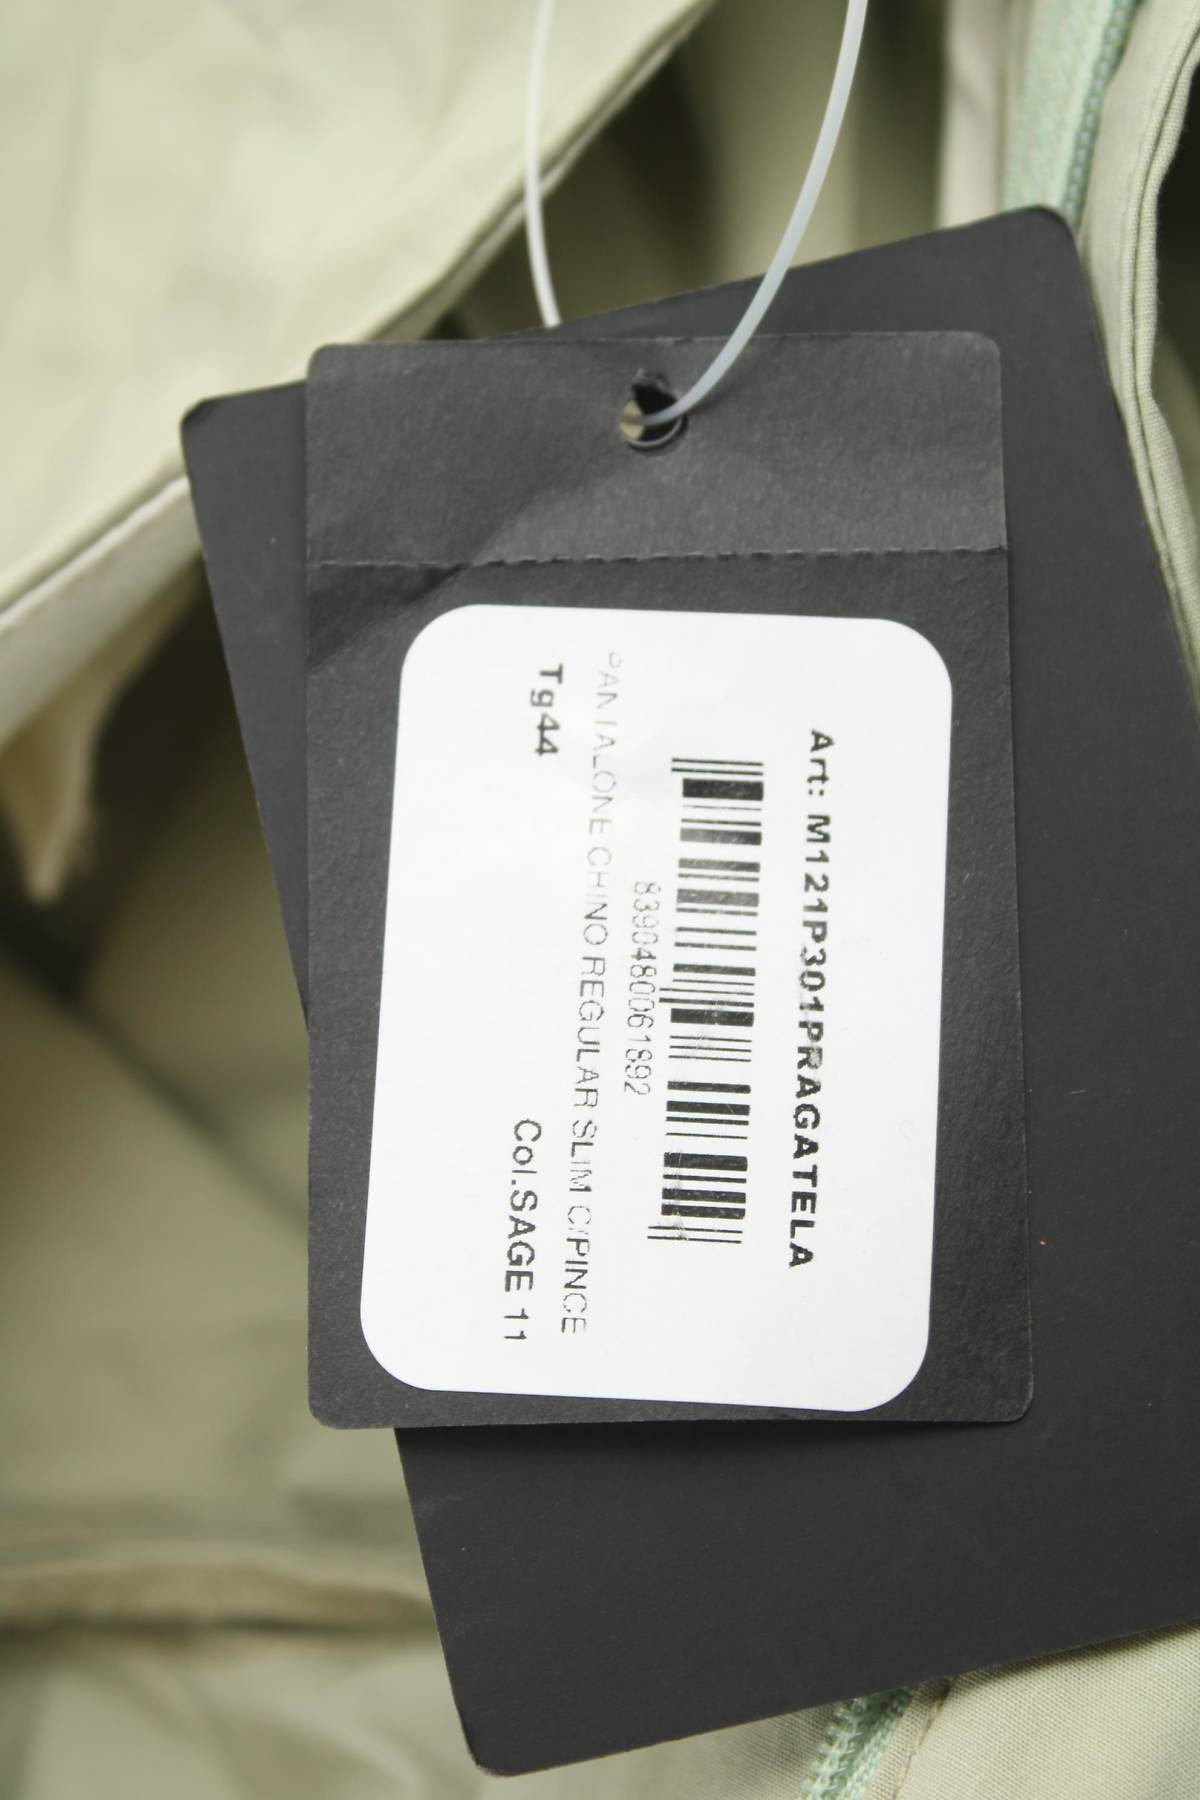 Art: M121P301PRAGATELA
8390480061892
PANTALONE CHINO REGULAR SLIM C/PINCE
Tg44 Col.SAGE 11